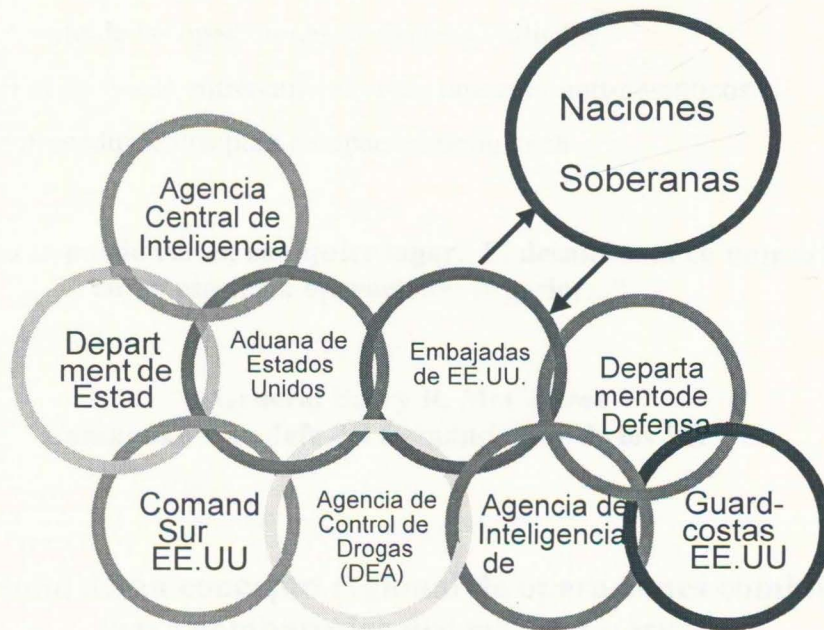 Naciones
Soberanas
Agencia
Central de
Inteligencia
Depart
ment de
Estad
Aduana de
Estados
Unidos
Embajadas
de EE.UU.
Departa
mentode
Defensa
Comand
Sur
EE.UU
Agencia de
Control de
Drogas
(DEA)
Agencia de
Inteligencia
de
Guard-
costas
EE.UU